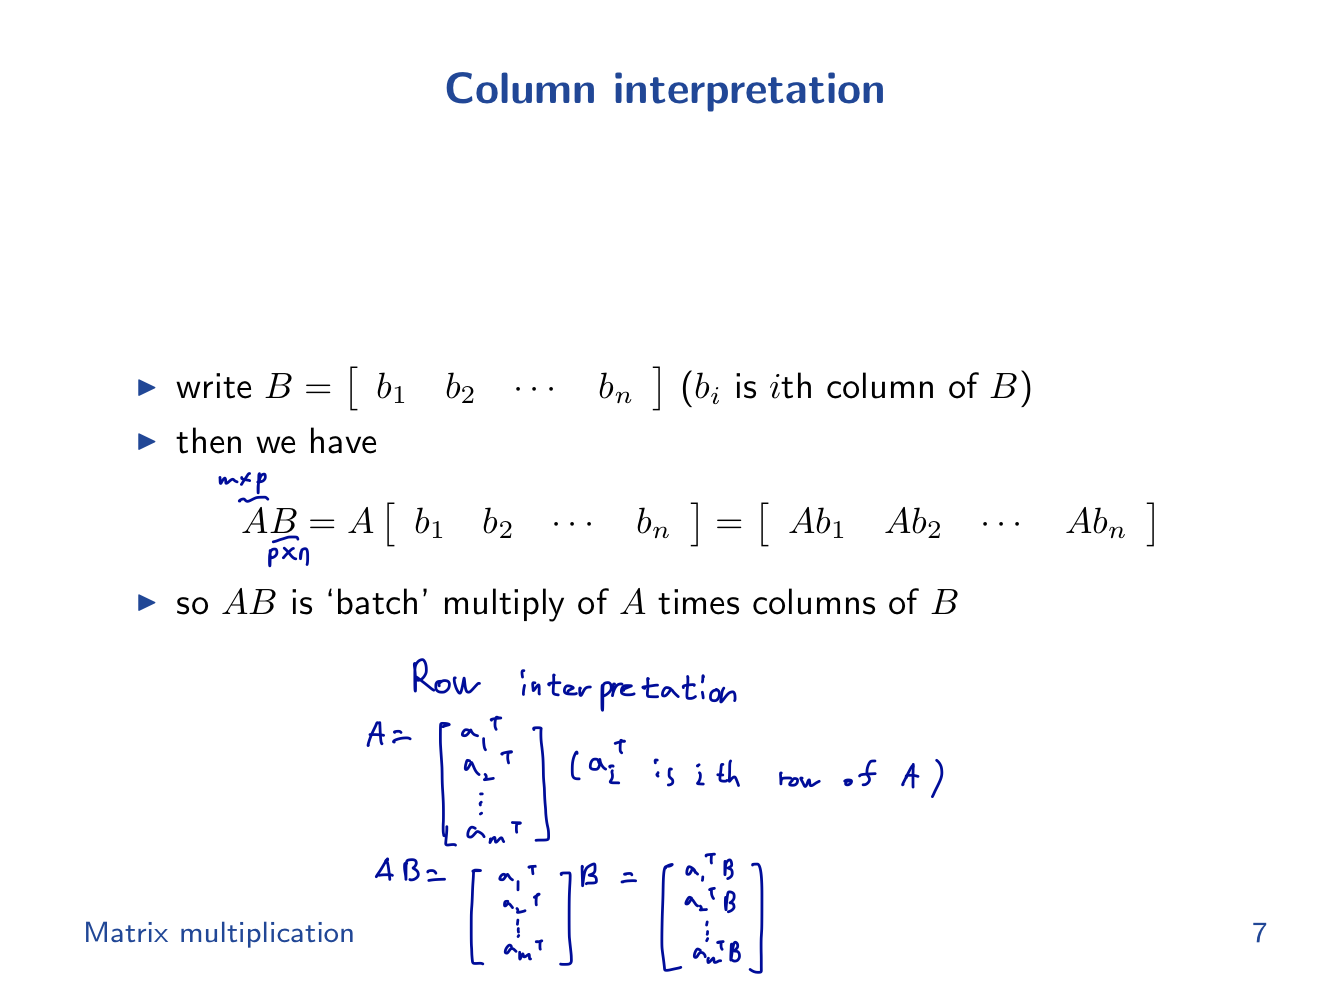 Column interpretation
▶ write B = [ b₁ b₂ ··· bₙ ] (bᵢ is ith column of B)
▶ then we have
m×p
AB = A [ b₁ b₂ ··· bₙ ] = [ Ab₁ Ab₂ ··· Abₙ ]
p×n
▶ so AB is ‘batch’ multiply of A times columns of B
Row interpretation
A = [ a₁ᵀ a₂ᵀ ⋮ aₘᵀ ] (aᵢᵀ is ith row of A)
AB = [ a₁ᵀ a₂ᵀ ⋮ aₘᵀ ] B = [ a₁ᵀB a₂ᵀB ⋮ aₘᵀB ]
Matrix multiplication 7